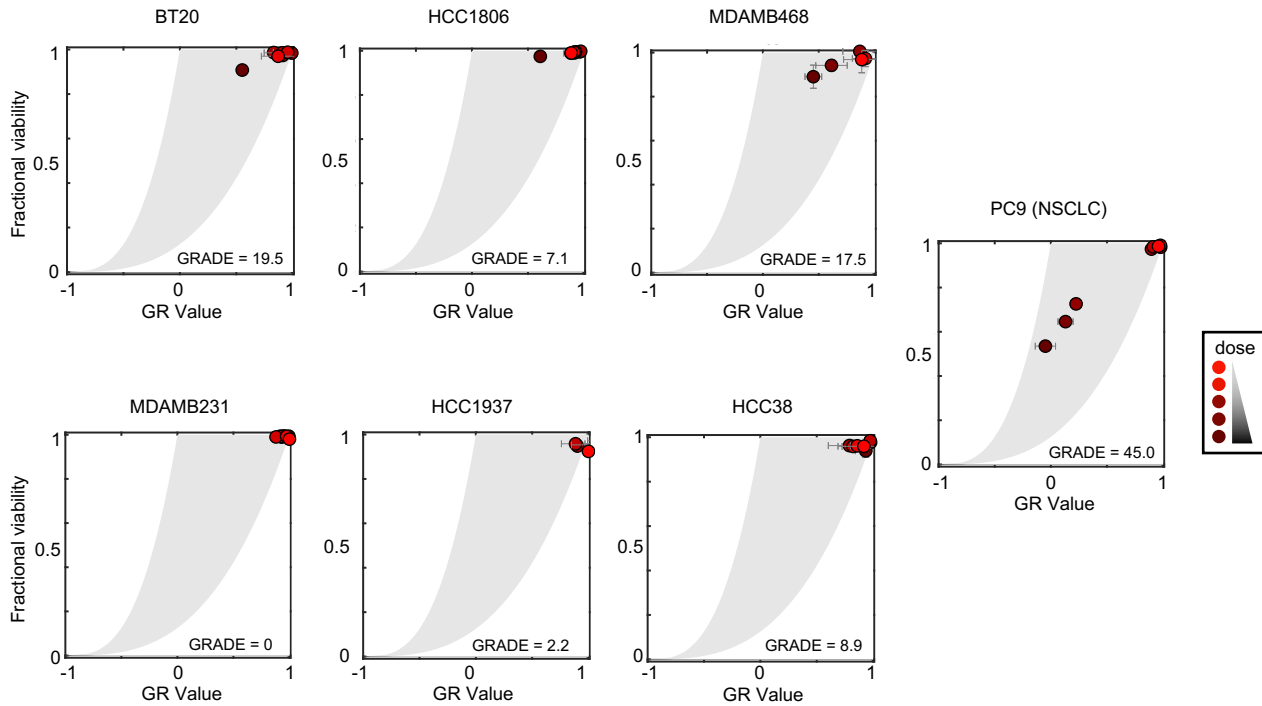 BT20
HCC1806
MDAMB468
Fractional viability
1
0.5
0
-1
0
1
GR Value
GRADE = 19.5
1
0.5
0
-1
0
1
GR Value
GRADE = 7.1
1
0.5
0
-1
0
1
GR Value
GRADE = 17.5
PC9 (NSCLC)
1
0.5
0
-1
0
1
GR Value
GRADE = 45.0
dose
MDAMB231
HCC1937
HCC38
Fractional viability
1
0.5
0
-1
0
1
GR Value
GRADE = 0
1
0.5
0
-1
0
1
GR Value
GRADE = 2.2
1
0.5
0
-1
0
1
GR Value
GRADE = 8.9